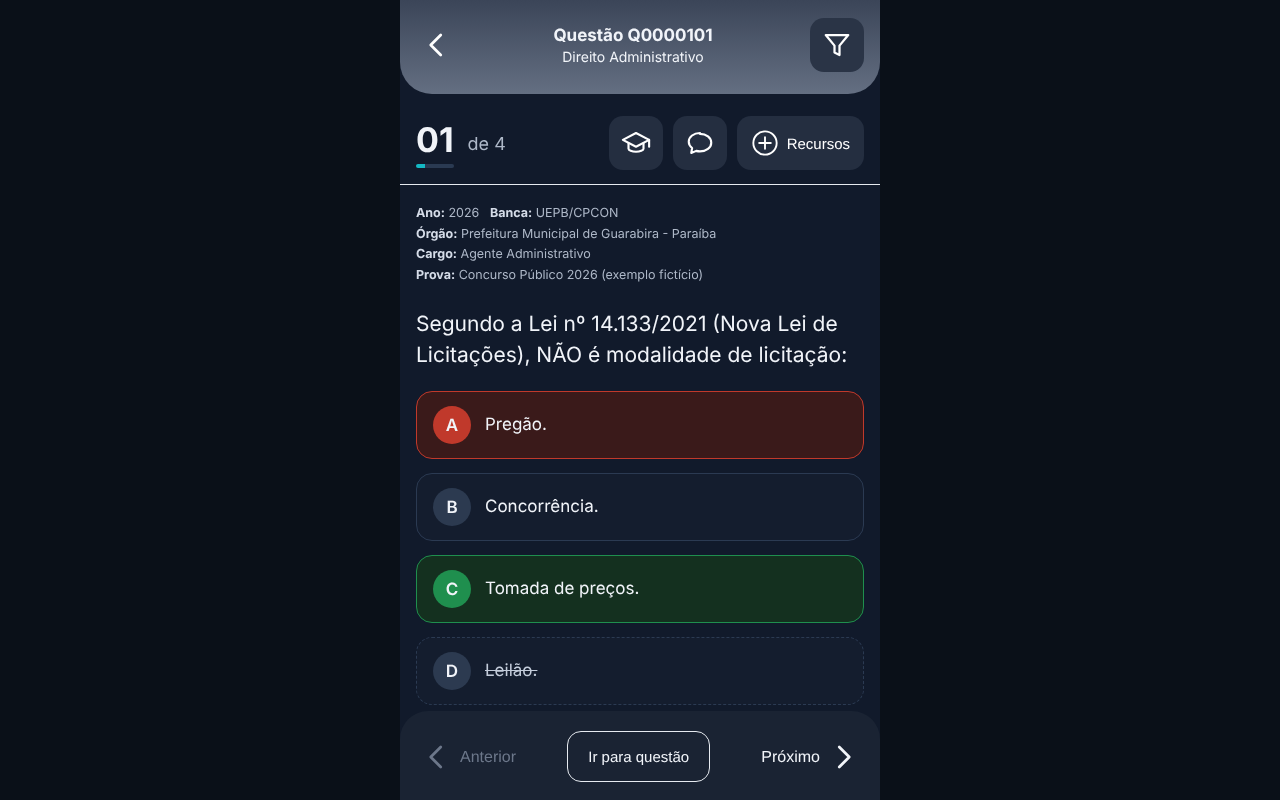 Questão Q0000101
Direito Administrativo
01 de 4
Recursos
Ano: 2026 Banca: UEPB/CPCON
Órgão: Prefeitura Municipal de Guarabira - Paraíba
Cargo: Agente Administrativo
Prova: Concurso Público 2026 (exemplo fictício)
Segundo a Lei nº 14.133/2021 (Nova Lei de
Licitações), NÃO é modalidade de licitação:
A Pregão.
B Concorrência.
C Tomada de preços.
D Leilão.
Anterior
Ir para questão
Próximo